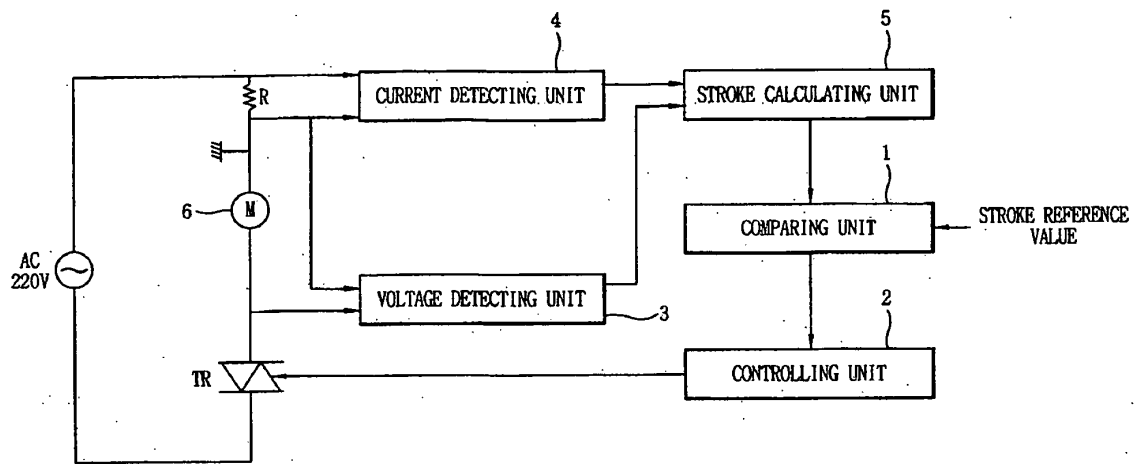 4
5
R
CURRENT DETECTING UNIT
STROKE CALCULATING UNIT
1
6
M
COMPARING UNIT
STROKE REFERENCE
VALUE
AC
220V
VOLTAGE DETECTING UNIT
3
2
TR
CONTROLLING UNIT